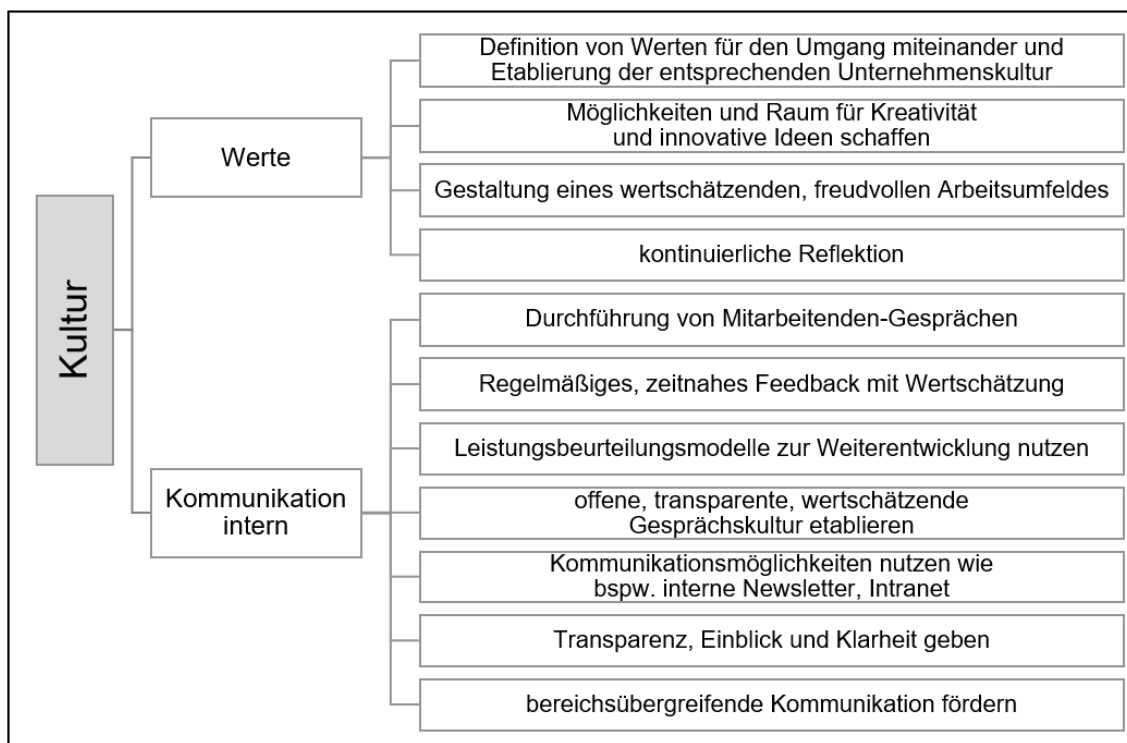 Kultur
Werte
Definition von Werten für den Umgang miteinander und
Etablierung der entsprechenden Unternehmenskultur
Möglichkeiten und Raum für Kreativität
und innovative Ideen schaffen
Gestaltung eines wertschätzenden, freudvollen Arbeitsumfeldes
kontinuierliche Reflektion
Kommunikation
intern
Durchführung von Mitarbeitenden-Gesprächen
Regelmäßiges, zeitnahes Feedback mit Wertschätzung
Leistungsbeurteilungsmodelle zur Weiterentwicklung nutzen
offene, transparente, wertschätzende
Gesprächskultur etablieren
Kommunikationsmöglichkeiten nutzen wie
bspw. interne Newsletter, Intranet
Transparenz, Einblick und Klarheit geben
bereichsübergreifende Kommunikation fördern